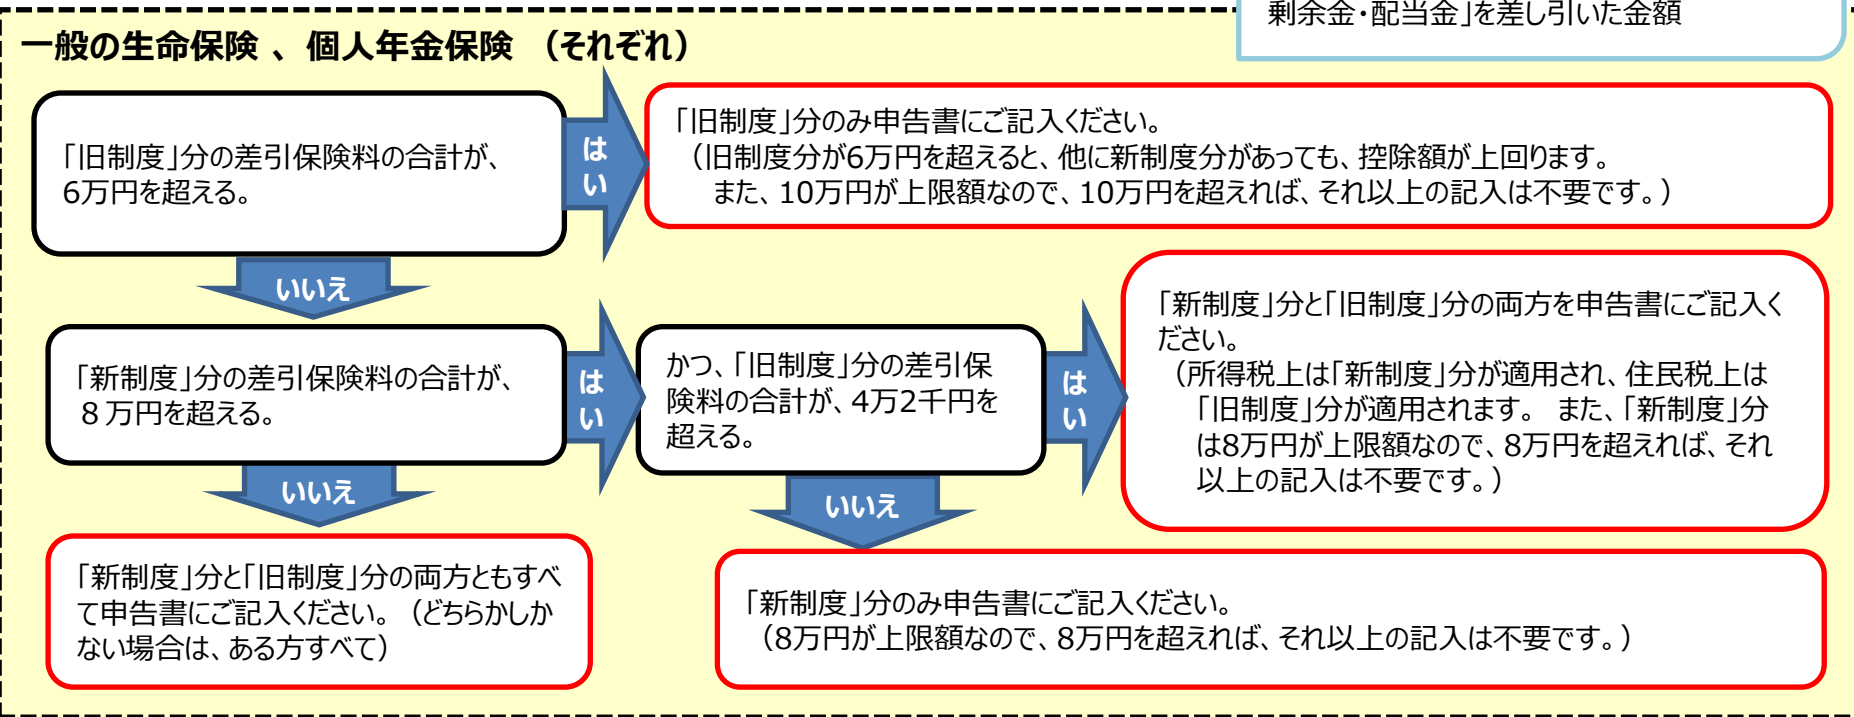 剰余金・配当金」を差し引いた金額
一般の生命保険 、個人年金保険 （それぞれ）
「旧制度」分の差引保険料の合計が、
6万円を超える。
は
い
「旧制度」分のみ申告書にご記入ください。
（旧制度分が6万円を超えると、他に新制度分があっても、控除額が上回ります。
また、10万円が上限額なので、10万円を超えれば、それ以上の記入は不要です。）
いいえ
「新制度」分の差引保険料の合計が、
８万円を超える。
は
い
かつ、「旧制度」分の差引保
険料の合計が、4万2千円を
超える。
は
い
「新制度」分と「旧制度」分の両方を申告書にご記入く
ださい。
（所得税上は「新制度」分が適用され、住民税上は
「旧制度」分が適用されます。 また、「新制度」分
は8万円が上限額なので、8万円を超えれば、それ
以上の記入は不要です。）
いいえ
いいえ
「新制度」分と「旧制度」分の両方ともすべ
て申告書にご記入ください。（どちらかしか
ない場合は、ある方すべて）
「新制度」分のみ申告書にご記入ください。
（8万円が上限額なので、8万円を超えれば、それ以上の記入は不要です。）